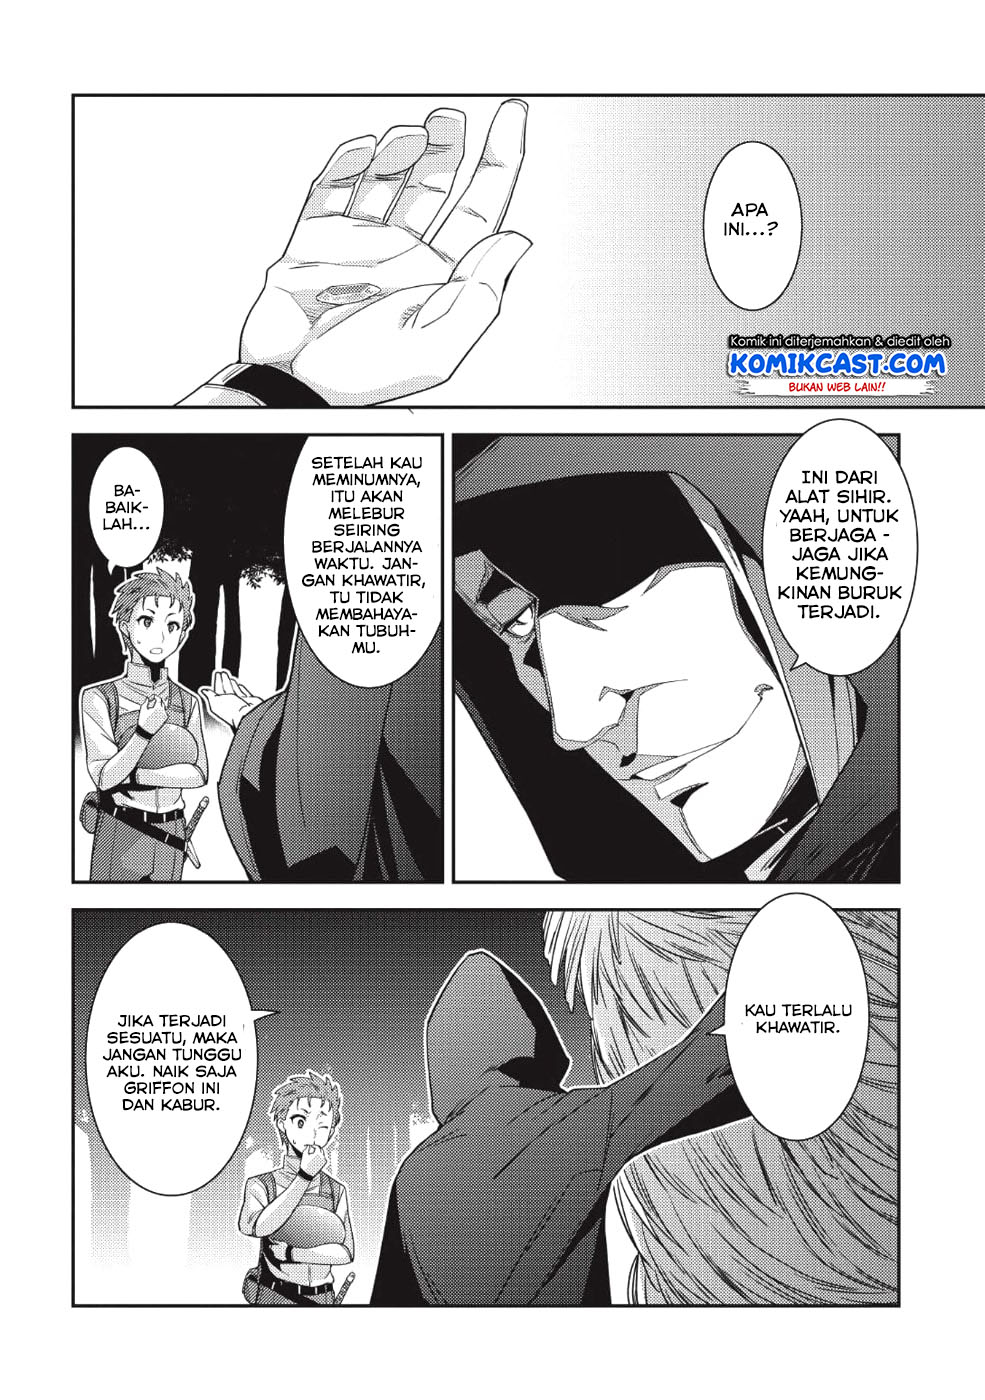 APA
INI...?
Komik ini diterjemahkan & diedit oleh
KOMIKCAST.COM
BUKAN WEB LAIN!!
INI DARI
ALAT SIHIR.
YAAH, UNTUK
BERJAGA -
JAGA JIKA
KEMUNG-
KINAN BURUK
TERJADI.
SETELAH KAU
MEMINUMNYA,
ITU AKAN
MELEBUR
SEIRING
BERJALANNYA
WAKTU. JAN-
GAN KHAWATIR,
TU TIDAK
MEMBAHAYA-
KAN TUBUH-
MU.
BA-
BAIK-
LAH...
KAU TERLALU
KHAWATIR.
JIKA TERJADI
SESUATU, MAKA
JANGAN TUNGGU
AKU. NAIK SAJA
GRIFFON INI
DAN KABUR.